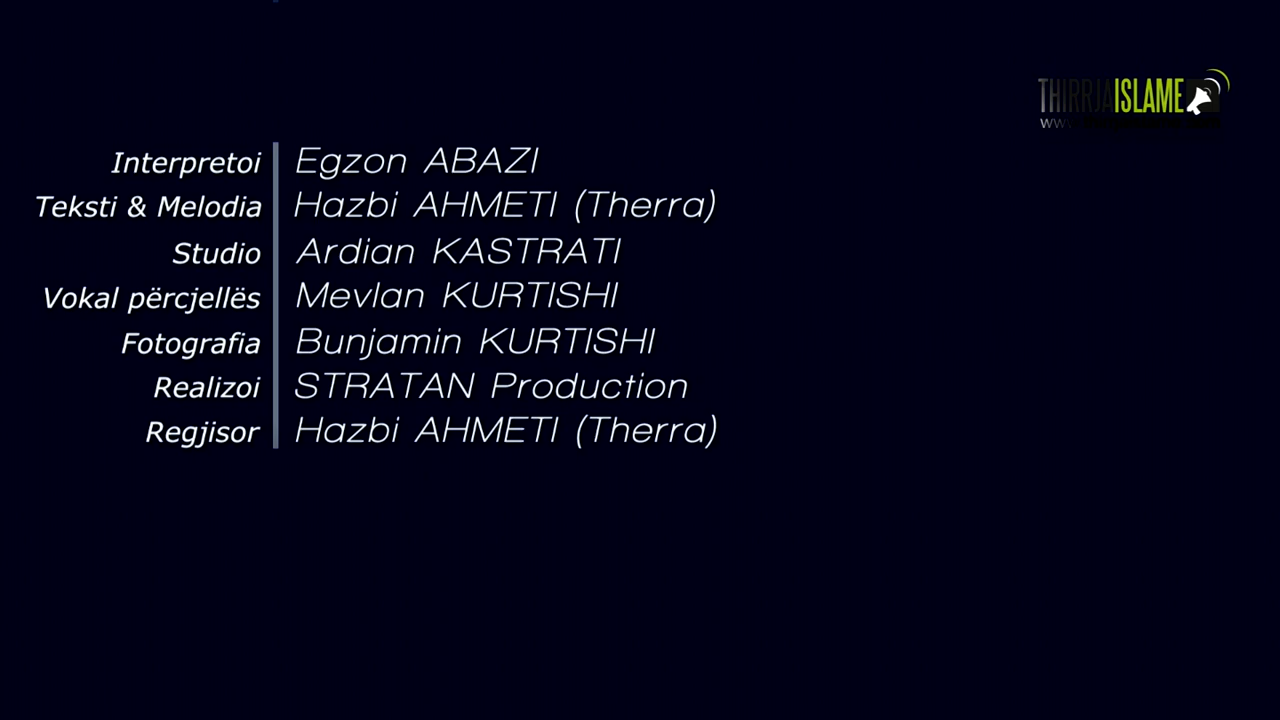 THIRRJAISLAME
Interpretoi Egzon ABAZI
Teksti & Melodia Hazbi AHMETI (Therra)
Studio Ardian KASTRATI
Vokal përcjellës Mevlan KURTISHI
Fotografia Bunjamin KURTISHI
Realizoi STRATAN Production
Regjisor Hazbi AHMETI (Therra)